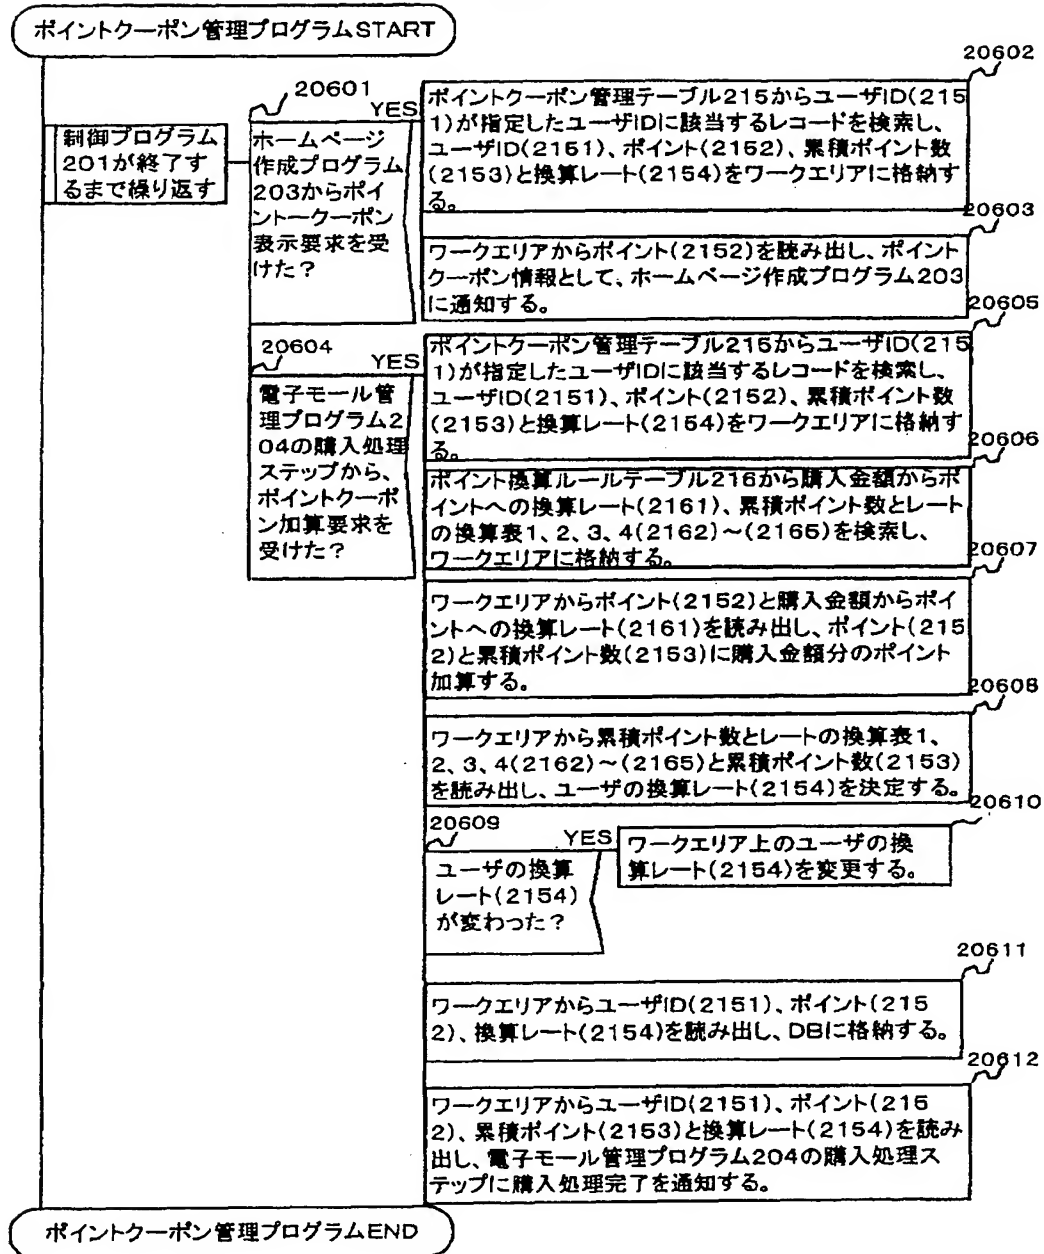 ポイントクーポン管理プログラムSTART
制御プログラム
201が終了す
るまで繰り返す
20601
YES
ホームページ
作成プログラム
203からポイ
ントークーポン
表示要求を受
けた？
20602
ポイントクーポン管理テーブル215からユーザID(215
1)が指定したユーザIDに該当するレコードを検索し、
ユーザID(2151)、ポイント(2152)、累積ポイント数
(2153)と換算レート(2154)をワークエリアに格納す
る。
20603
ワークエリアからポイント(2152)を読み出し、ポイント
クーポン情報として、ホームページ作成プログラム203
に通知する。
20604
YES
電子モール管
理プログラム2
04の購入処理
ステップから、
ポイントクーポ
ン加算要求を
受けた？
20605
ポイントクーポン管理テーブル215からユーザID(215
1)が指定したユーザIDに該当するレコードを検索し、
ユーザID(2151)、ポイント(2152)、累積ポイント数
(2153)と換算レート(2154)をワークエリアに格納す
る。
20606
ポイント換算ルールテーブル216から購入金額からポ
イントへの換算レート(2161)、累積ポイント数とレート
の換算表1、2、3、4(2162)～(2165)を検索し、
ワークエリアに格納する。
20607
ワークエリアからポイント(2152)と購入金額からポイ
ントへの換算レート(2161)を読み出し、ポイント(215
2)と累積ポイント数(2153)に購入金額分のポイント
加算する。
20608
ワークエリアから累積ポイント数とレートの換算表1、
2、3、4(2162)～(2165)と累積ポイント数(2153)
を読み出し、ユーザの換算レート(2154)を決定する。
20609
YES
ユーザの換算
レート(2154)
が変わった？
20610
ワークエリア上のユーザの換
算レート(2154)を変更する。
20611
ワークエリアからユーザID(2151)、ポイント(215
2)、換算レート(2154)を読み出し、DBに格納する。
20612
ワークエリアからユーザID(2151)、ポイント(215
2)、累積ポイント(2153)と換算レート(2154)を読み
出し、電子モール管理プログラム204の購入処理ス
テップに購入処理完了を通知する。
ポイントクーポン管理プログラムEND